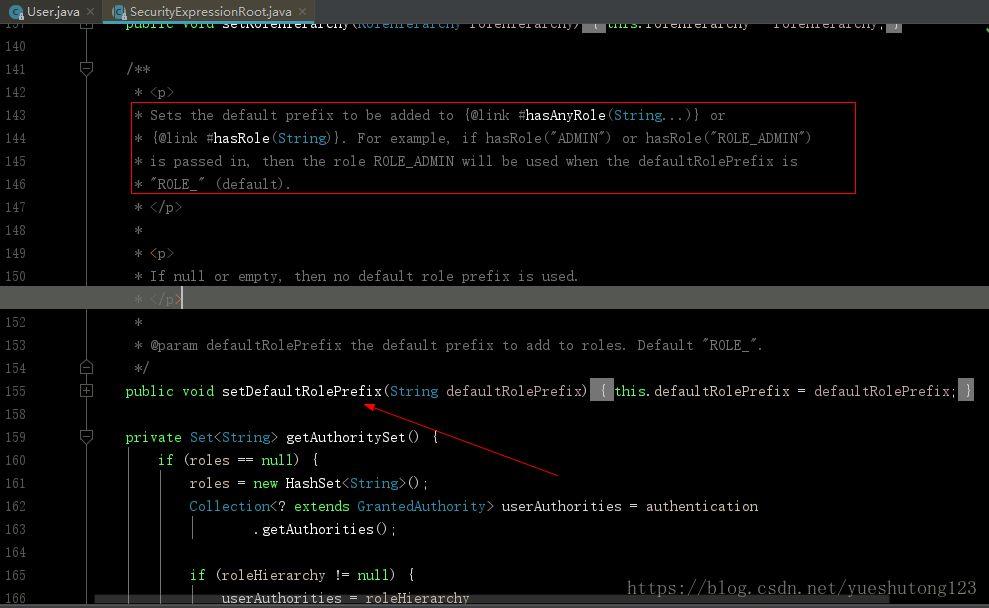 User.java × SecurityExpressionRoot.java ×
public void setRoleHierarchy(RoleHierarchy roleHierarchy) { this.roleHierarchy = roleHierarchy; }
140
141 /**
142 * <p>
143 * Sets the default prefix to be added to {@link #hasAnyRole(String...)} or
144 * {@link #hasRole(String)}. For example, if hasRole("ADMIN") or hasRole("ROLE_ADMIN")
145 * is passed in, then the role ROLE_ADMIN will be used when the defaultRolePrefix is
146 * "ROLE_" (default).
147 * </p>
148 *
149 * <p>
150 * If null or empty, then no default role prefix is used.
* </p>
152 *
153 * @param defaultRolePrefix the default prefix to add to roles. Default "ROLE_".
154 */
155 public void setDefaultRolePrefix(String defaultRolePrefix) { this.defaultRolePrefix = defaultRolePrefix; }
158
159 private Set<String> getAuthoritySet() {
160 if (roles == null) {
161 roles = new HashSet<String>();
162 Collection<? extends GrantedAuthority> userAuthorities = authentication
163 .getAuthorities();
164
165 if (roleHierarchy != null) {
166 userAuthorities = roleHierarchy
https://blog.csdn.net/yueshutong123